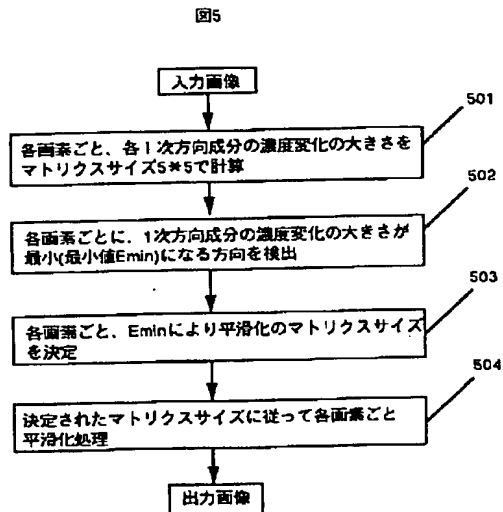 図5
入力画像
501
各画素ごと、各1次方向成分の濃度変化の大きさを
マトリクスサイズ5*5で計算
502
各画素ごとに、1次方向成分の濃度変化の大きさが
最小(最小値Emin)になる方向を検出
503
各画素ごと、Eminにより平滑化のマトリクスサイズ
を決定
504
決定されたマトリクスサイズに従って各画素ごと
平滑化処理
出力画像